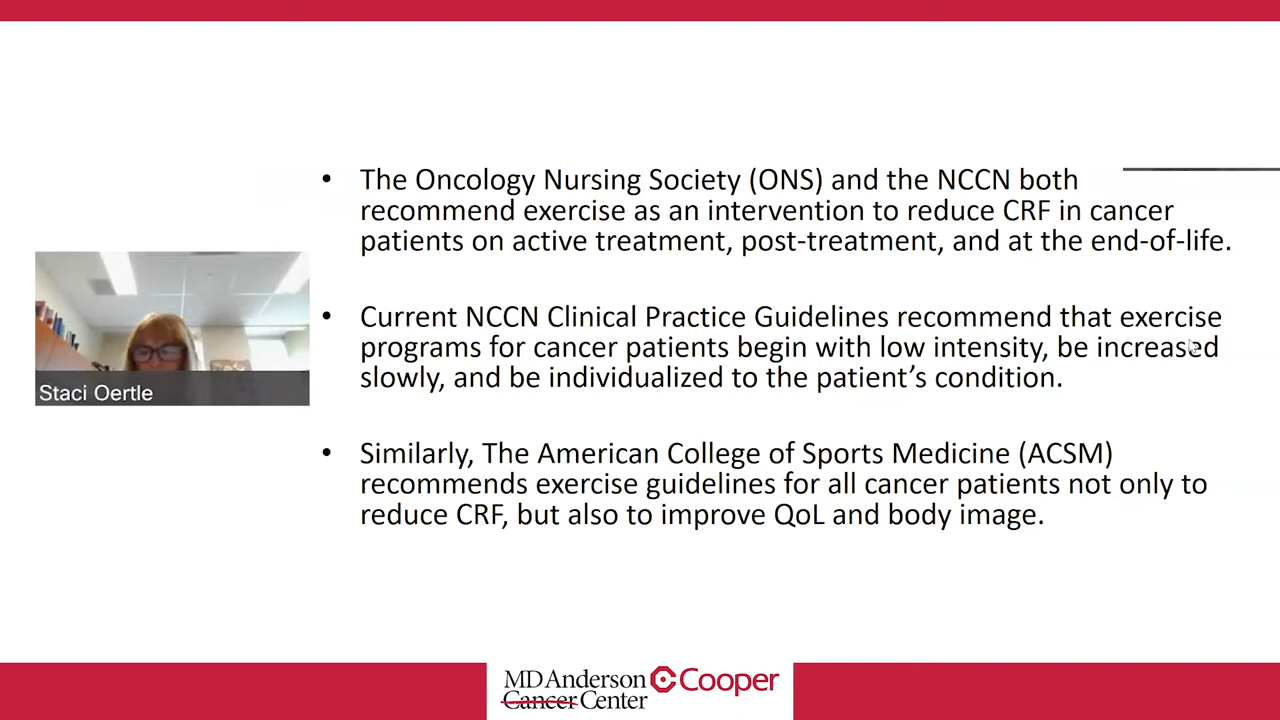 • The Oncology Nursing Society (ONS) and the NCCN both
recommend exercise as an intervention to reduce CRF in cancer
patients on active treatment, post-treatment, and at the end-of-life.
• Current NCCN Clinical Practice Guidelines recommend that exercise
programs for cancer patients begin with low intensity, be increased
slowly, and be individualized to the patient’s condition.
• Similarly, The American College of Sports Medicine (ACSM)
recommends exercise guidelines for all cancer patients not only to
reduce CRF, but also to improve QoL and body image.
Staci Oertle
MD Anderson Cooper
Cancer Center